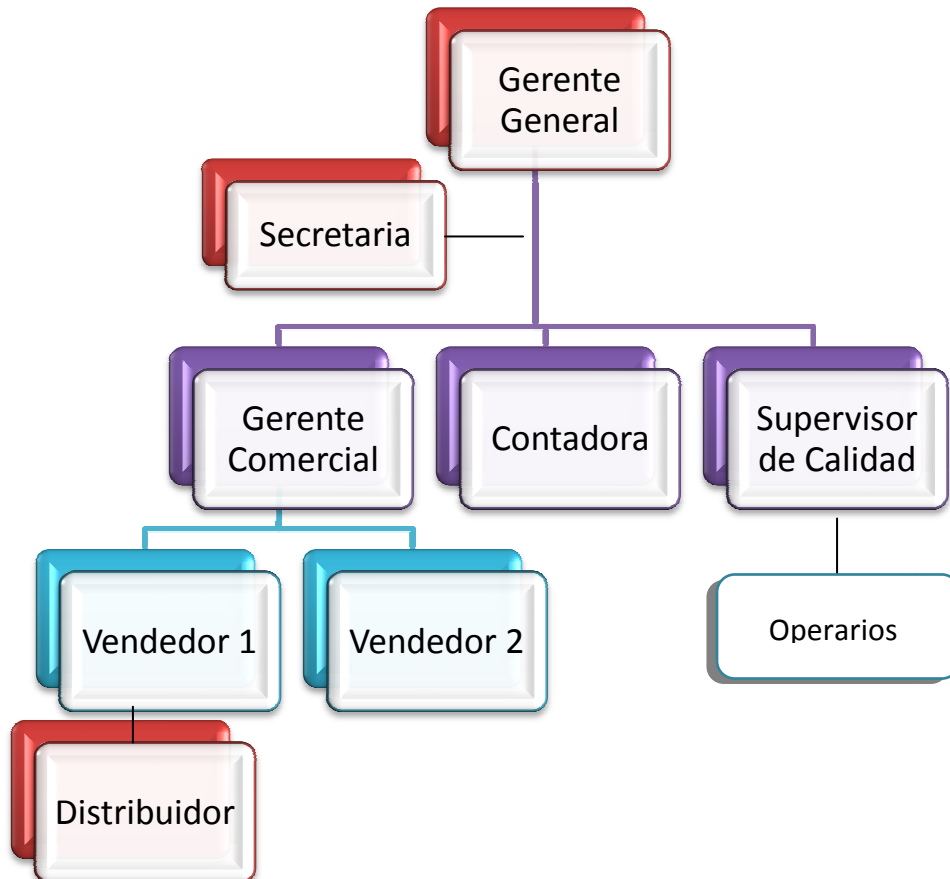 Gerente
General
Secretaria
Gerente
Comercial
Contadora
Supervisor
de Calidad
Vendedor 1
Vendedor 2
Operarios
Distribuidor